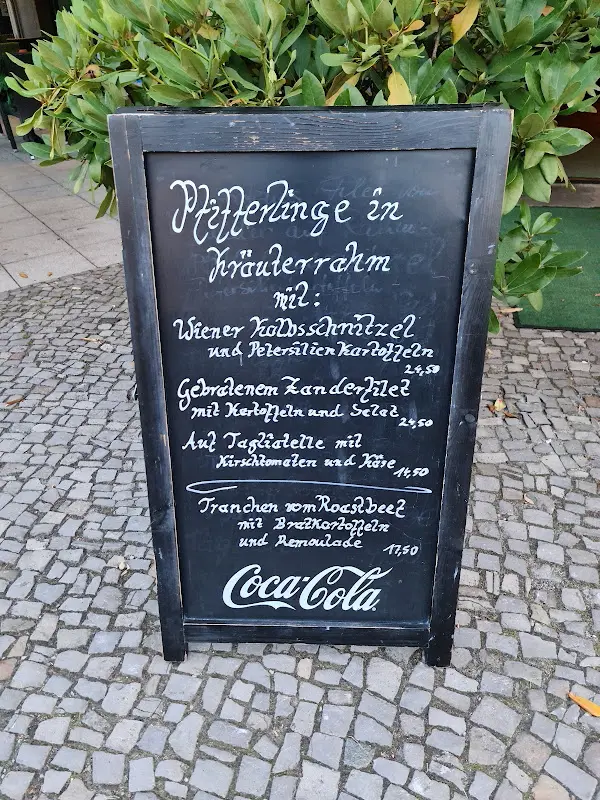 Pfifferlinge in
Kräuterrahm
mit:
Wiener Kalbsschnitzel
und Petersilienkartoffeln
24,50
Gebratenem Zanderfilet
mit Kartoffeln und Salat
24,50
Auf Tagliatelle mit
Kirschtomaten und Käse
14,50
Tranchen vom Roastbeef
mit Bratkartoffeln
und Remoulade
17,50
Coca-Cola